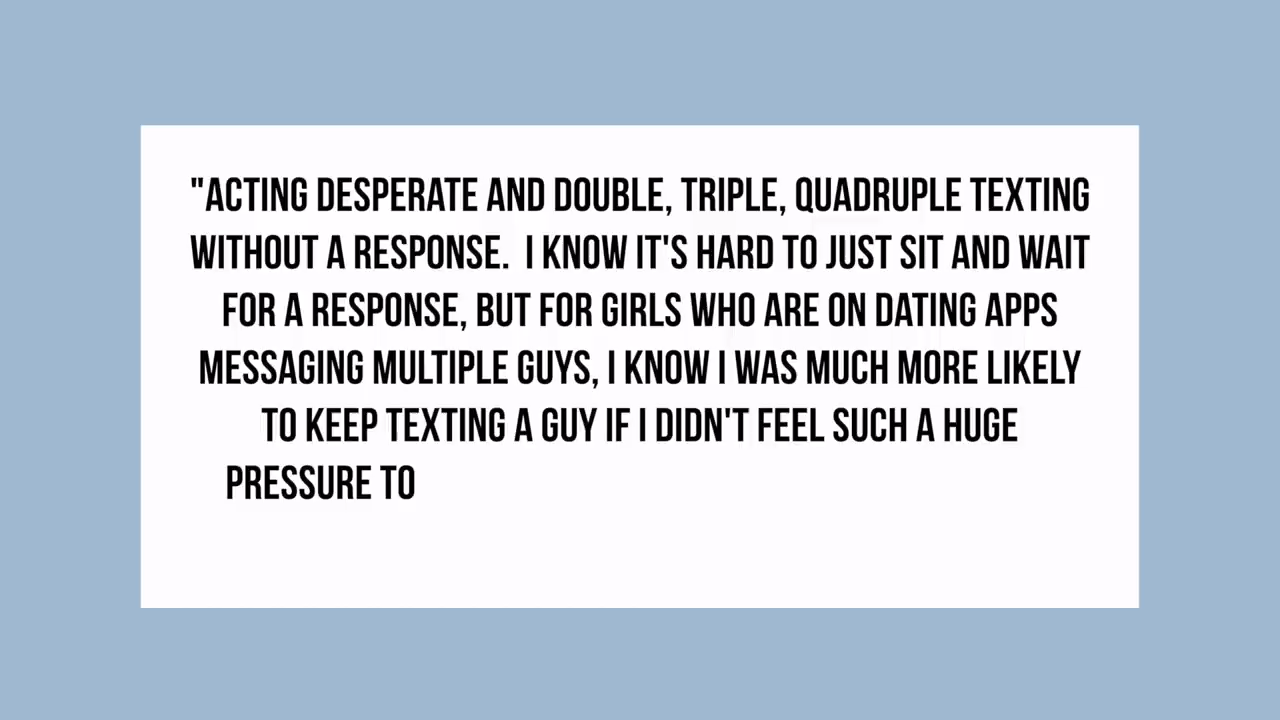 "ACTING DESPERATE AND DOUBLE, TRIPLE, QUADRUPLE TEXTING
WITHOUT A RESPONSE.  I KNOW IT'S HARD TO JUST SIT AND WAIT
FOR A RESPONSE, BUT FOR GIRLS WHO ARE ON DATING APPS
MESSAGING MULTIPLE GUYS, I KNOW I WAS MUCH MORE LIKELY
TO KEEP TEXTING A GUY IF I DIDN'T FEEL SUCH A HUGE
PRESSURE TO